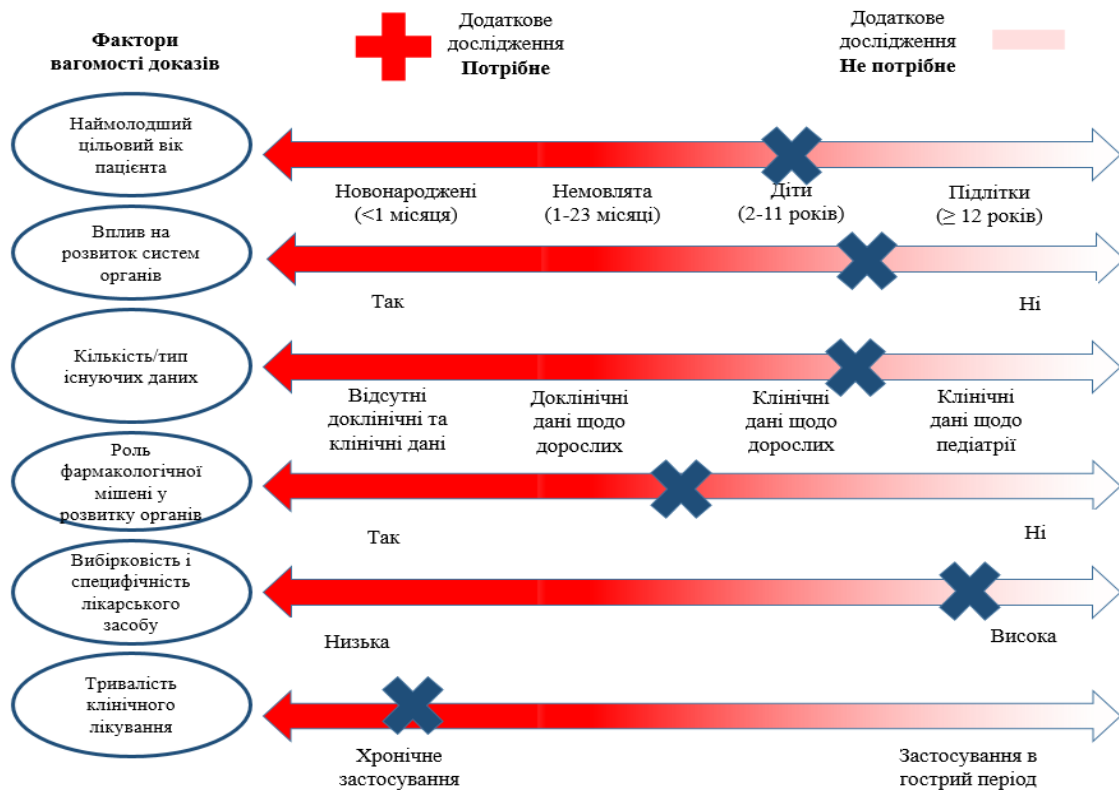 Фактори
вагомості доказів
Додаткове
дослідження
Потрібне
Додаткове
дослідження
Не потрібне
Наймолодший
цільовий вік
пацієнта
Новонароджені
(<1 місяця)
Немовлята
(1-23 місяці)
Діти
(2-11 років)
Підлітки
(≥ 12 років)
Вплив на
розвиток систем
органів
Так
Ні
Кількість/тип
існуючих даних
Відсутні
доклінічні та
клінічні дані
Доклінічні
дані щодо
дорослих
Клінічні
дані щодо
дорослих
Клінічні
дані щодо
педіатрії
Роль
фармакологічної
мішені у
розвитку органів
Так
Ні
Вибірковість і
специфічність
лікарського
засобу
Низька
Висока
Тривалість
клінічного
лікування
Хронічне
застосування
Застосування в
гострий період